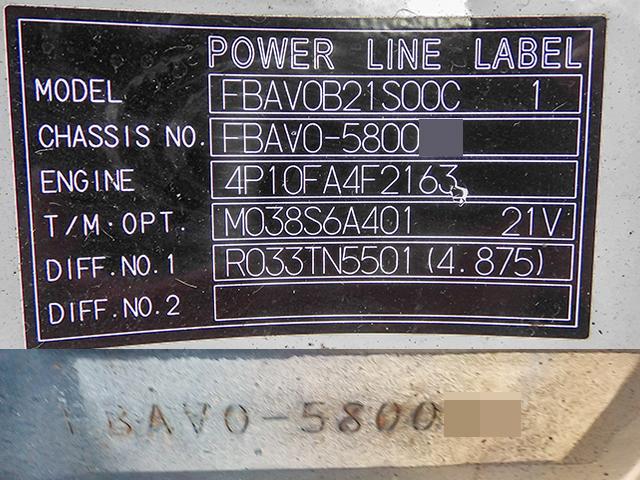 POWER LINE LABEL
MODEL FBAV0B21S00C 1
CHASSIS NO. FBAV0-5800
ENGINE 4P10FA4F2163
T/M·OPT. M038S6A401 21V
DIFF.NO.1 R033TN5501 (4.875)
DIFF.NO.2
FBAV0-5800